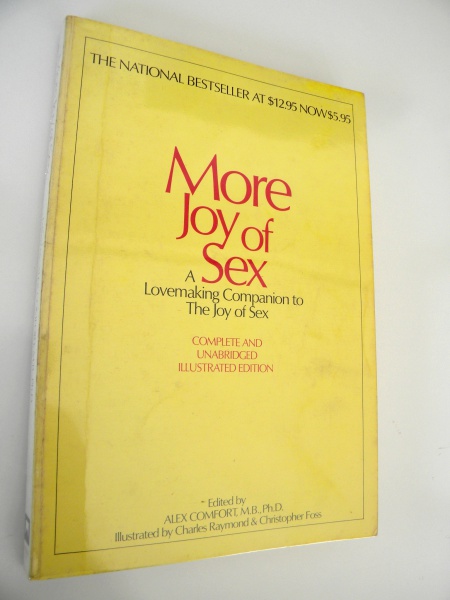 THE NATIONAL BESTSELLER AT $12.95 NOW $5.95
More
Joy of
Sex
A
Lovemaking Companion to
The Joy of Sex
COMPLETE AND
UNABRIDGED
ILLUSTRATED EDITION
Edited by
ALEX COMFORT, M.B., Ph.D.
Illustrated by Charles Raymond & Christopher Foss